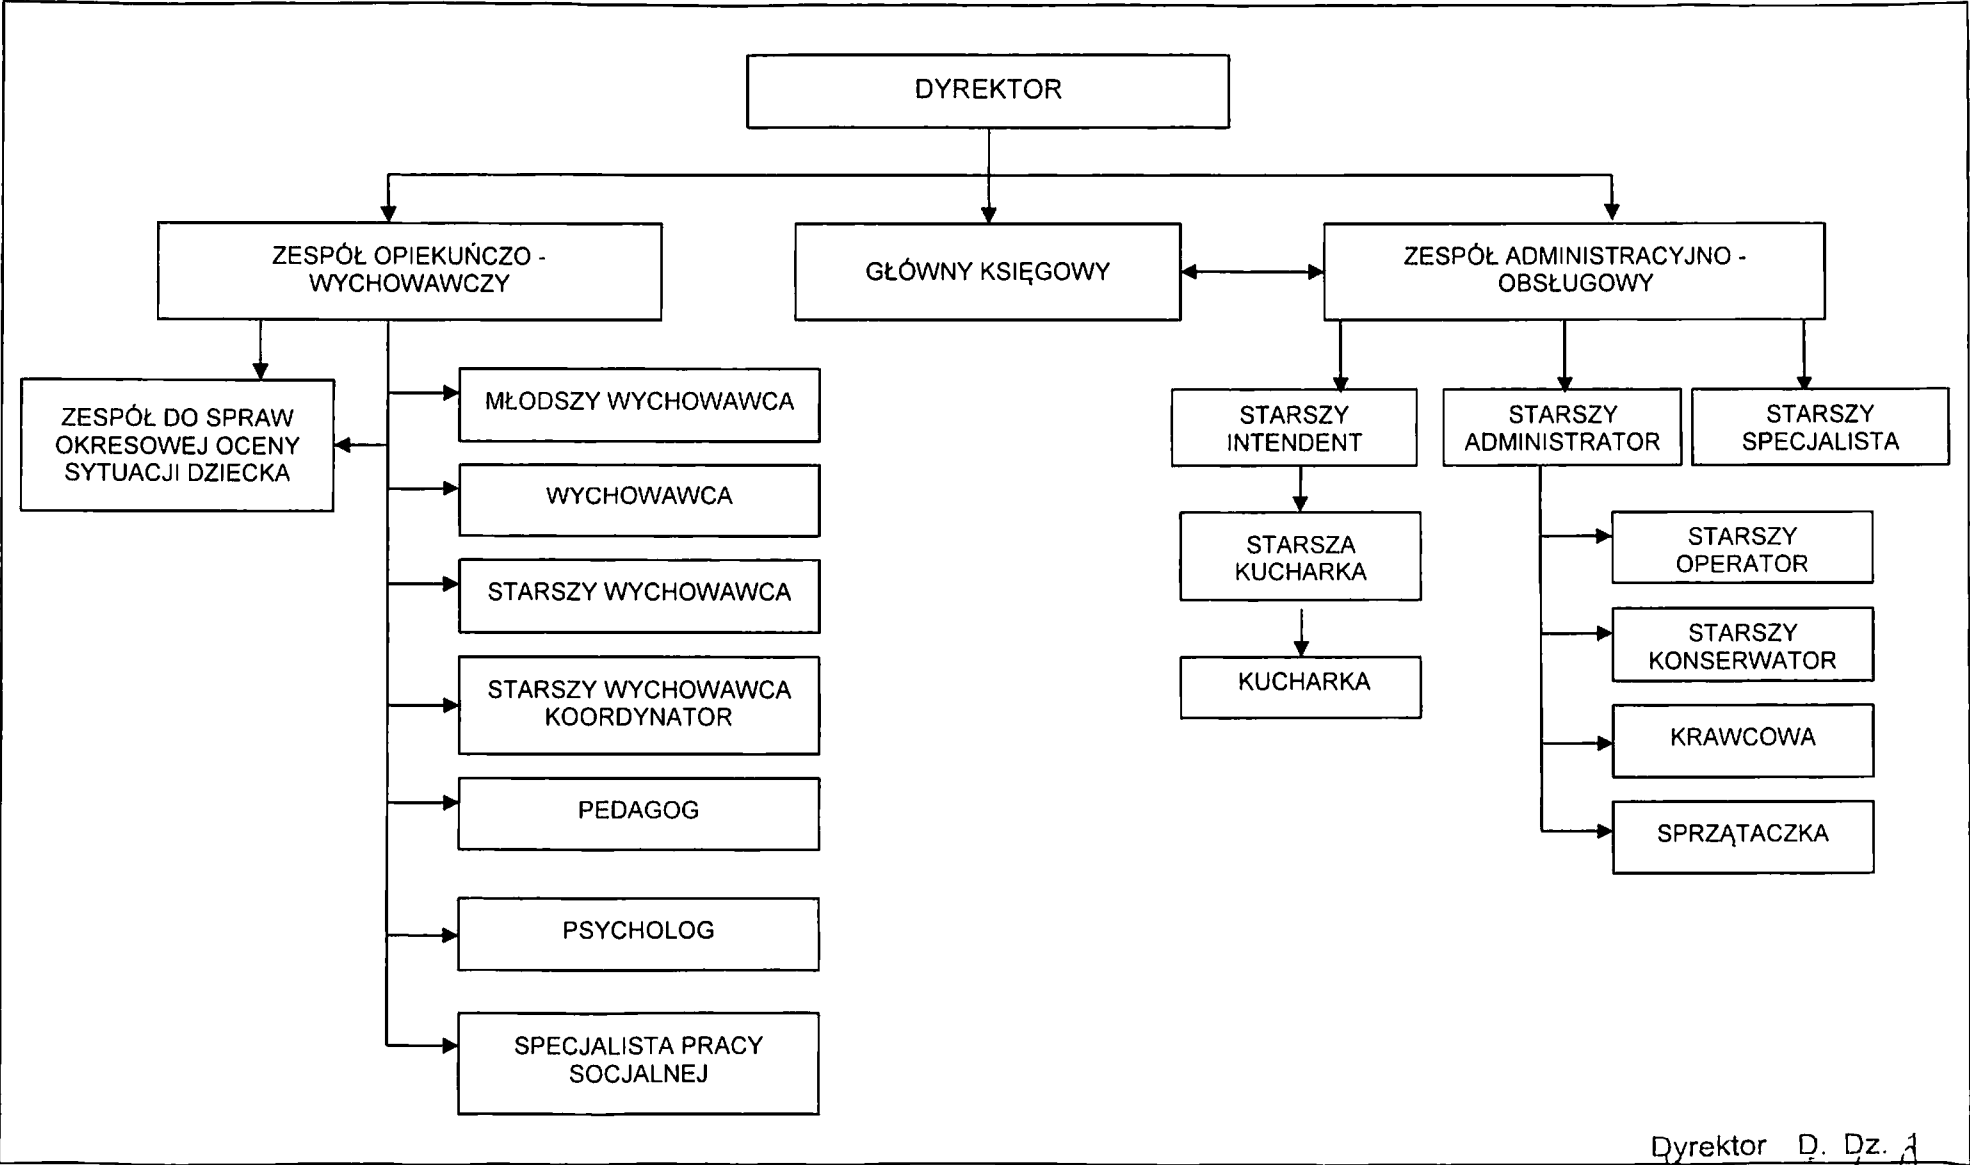 DYREKTOR
ZESPÓŁ OPIEKUŃCZO -
WYCHOWAWCZY
GŁÓWNY KSIĘGOWY
ZESPÓŁ ADMINISTRACYJNO -
OBSŁUGOWY
ZESPÓŁ DO SPRAW
OKRESOWEJ OCENY
SYTUACJI DZIECKA
MŁODSZY WYCHOWAWCA
WYCHOWAWCA
STARSZY WYCHOWAWCA
STARSZY WYCHOWAWCA
KOORDYNATOR
PEDAGOG
PSYCHOLOG
SPECJALISTA PRACY
SOCJALNEJ
STARSZY
INTENDENT
STARSZA
KUCHARKA
KUCHARKA
STARSZY
ADMINISTRATOR
STARSZY
SPECJALISTA
STARSZY
OPERATOR
STARSZY
KONSERWATOR
KRAWCOWA
SPRZĄTACZKA
Dyrektor D. Dz.